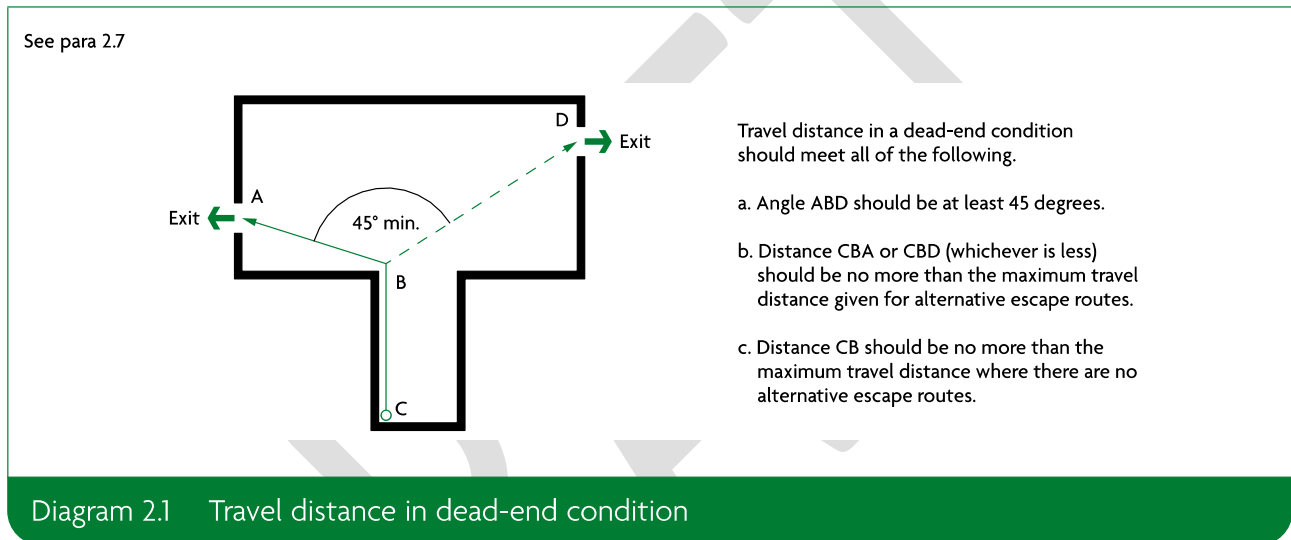 See para 2.7
D
Exit
A
Exit
45° min.
B
C
Travel distance in a dead-end condition
should meet all of the following.
a. Angle ABD should be at least 45 degrees.
b. Distance CBA or CBD (whichever is less)
should be no more than the maximum travel
distance given for alternative escape routes.
c. Distance CB should be no more than the
maximum travel distance where there are no
alternative escape routes.
Diagram 2.1 Travel distance in dead-end condition